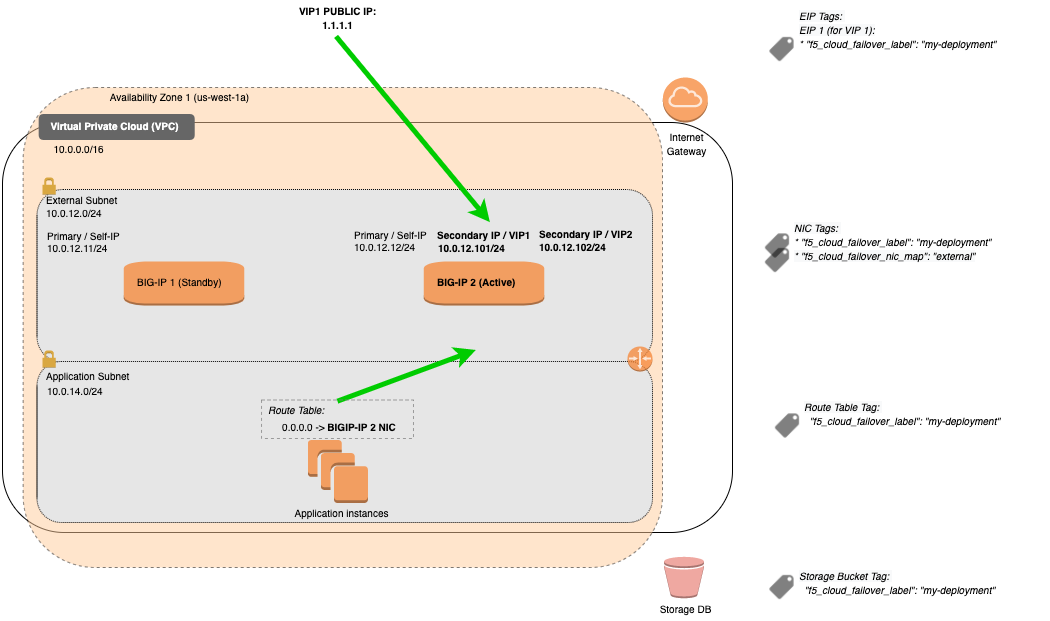 VIP1 PUBLIC IP:
1.1.1.1
EIP Tags:
EIP 1 (for VIP 1):
* "f5_cloud_failover_label": "my-deployment"
Availability Zone 1 (us-west-1a)
Virtual Private Cloud (VPC)
10.0.0.0/16
Internet
Gateway
External Subnet
10.0.12.0/24
Primary / Self-IP
10.0.12.11/24
Primary / Self-IP
10.0.12.12/24
Secondary IP / VIP1
10.0.12.101/24
Secondary IP / VIP2
10.0.12.102/24
NIC Tags:
* "f5_cloud_failover_label": "my-deployment"
* "f5_cloud_failover_nic_map": "external"
BIG-IP 1 (Standby)
BIG-IP 2 (Active)
Application Subnet
10.0.14.0/24
Route Table:
0.0.0.0 -> BIGIP-IP 2 NIC
Route Table Tag:
"f5_cloud_failover_label": "my-deployment"
Application instances
Storage DB
Storage Bucket Tag:
"f5_cloud_failover_label": "my-deployment"